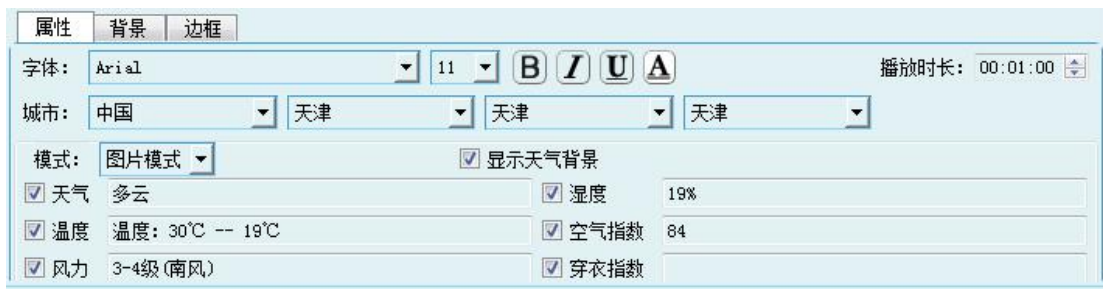 属性 背景 边框
字体： Arial 11 B I U A 播放时长： 00:01:00
城市： 中国 天津 天津 天津
模式： 图片模式 显示天气背景
天气 多云 湿度 19%
温度 温度：30℃ -- 19℃ 空气指数 84
风力 3-4级(南风) 穿衣指数